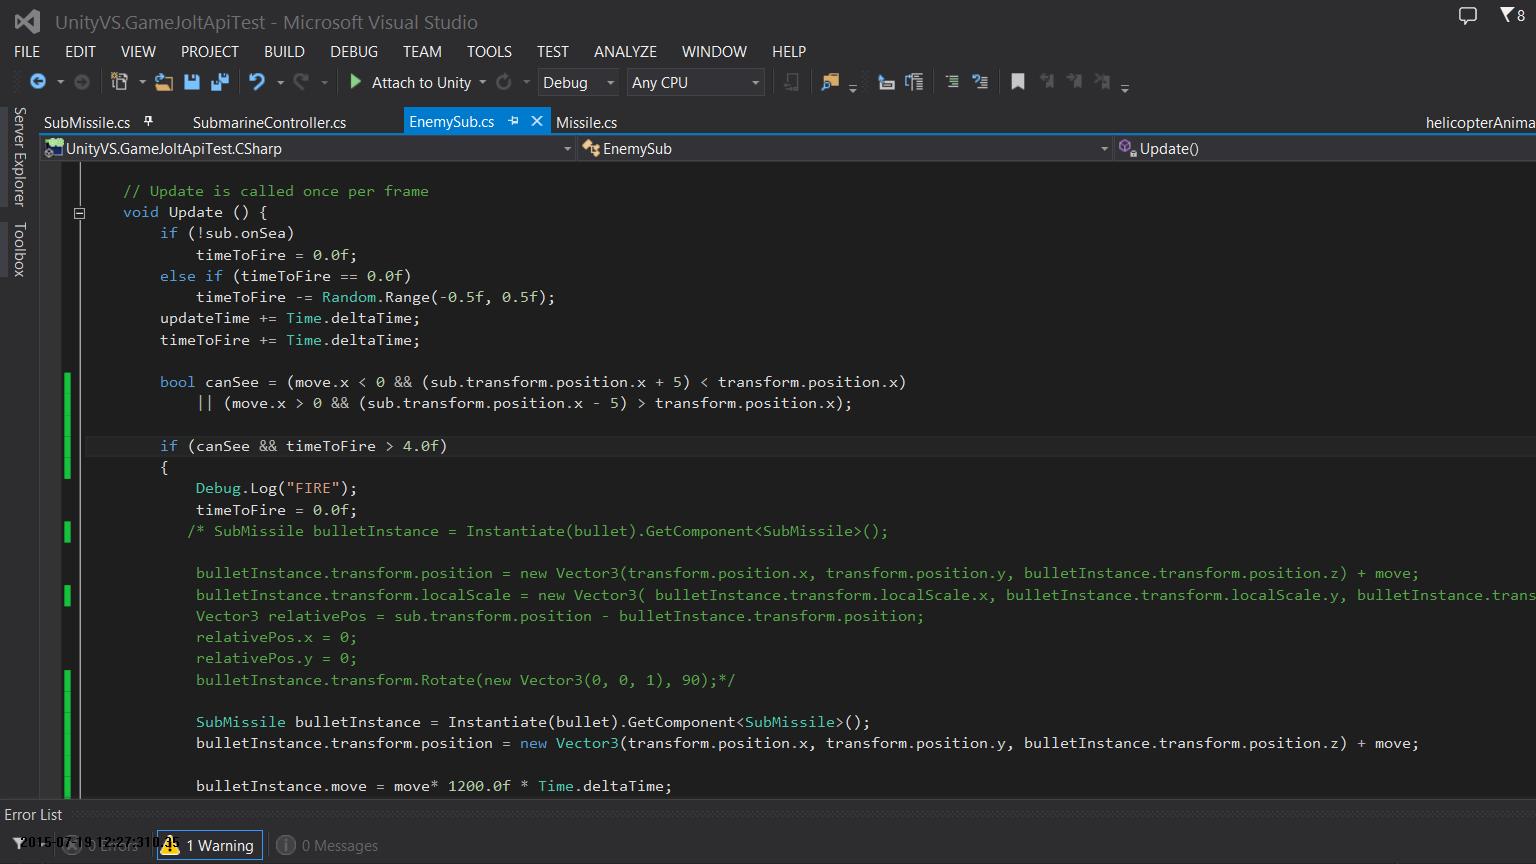 UnityVS.GameJoltApiTest - Microsoft Visual Studio
8
FILE EDIT VIEW PROJECT BUILD DEBUG TEAM TOOLS TEST ANALYZE WINDOW HELP
Attach to Unity Debug Any CPU
Server Explorer
Toolbox
SubMissile.cs SubmarineController.cs EnemySub.cs Missile.cs helicopterAnima
UnityVS.GameJoltApiTest.CSharp EnemySub Update()
// Update is called once per frame
void Update () {
if (!sub.onSea)
timeToFire = 0.0f;
else if (timeToFire == 0.0f)
timeToFire -= Random.Range(-0.5f, 0.5f);
updateTime += Time.deltaTime;
timeToFire += Time.deltaTime;
bool canSee = (move.x < 0 && (sub.transform.position.x + 5) < transform.position.x)
|| (move.x > 0 && (sub.transform.position.x - 5) > transform.position.x);
if (canSee && timeToFire > 4.0f)
{
Debug.Log("FIRE");
timeToFire = 0.0f;
/* SubMissile bulletInstance = Instantiate(bullet).GetComponent<SubMissile>();
bulletInstance.transform.position = new Vector3(transform.position.x, transform.position.y, bulletInstance.transform.position.z) + move;
bulletInstance.transform.localScale = new Vector3( bulletInstance.transform.localScale.x, bulletInstance.transform.localScale.y, bulletInstance.trans
Vector3 relativePos = sub.transform.position - bulletInstance.transform.position;
relativePos.x = 0;
relativePos.y = 0;
bulletInstance.transform.Rotate(new Vector3(0, 0, 1), 90);*/
SubMissile bulletInstance = Instantiate(bullet).GetComponent<SubMissile>();
bulletInstance.transform.position = new Vector3(transform.position.x, transform.position.y, bulletInstance.transform.position.z) + move;
bulletInstance.move = move* 1200.0f * Time.deltaTime;
Error List
0 Errors 1 Warning 0 Messages